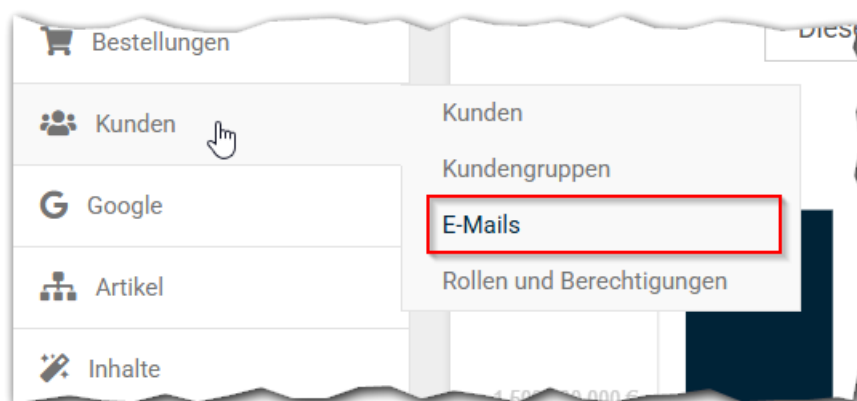 Bestellungen
Kunden
Google
Artikel
Inhalte
Kunden
Kundengruppen
E-Mails
Rollen und Berechtigungen